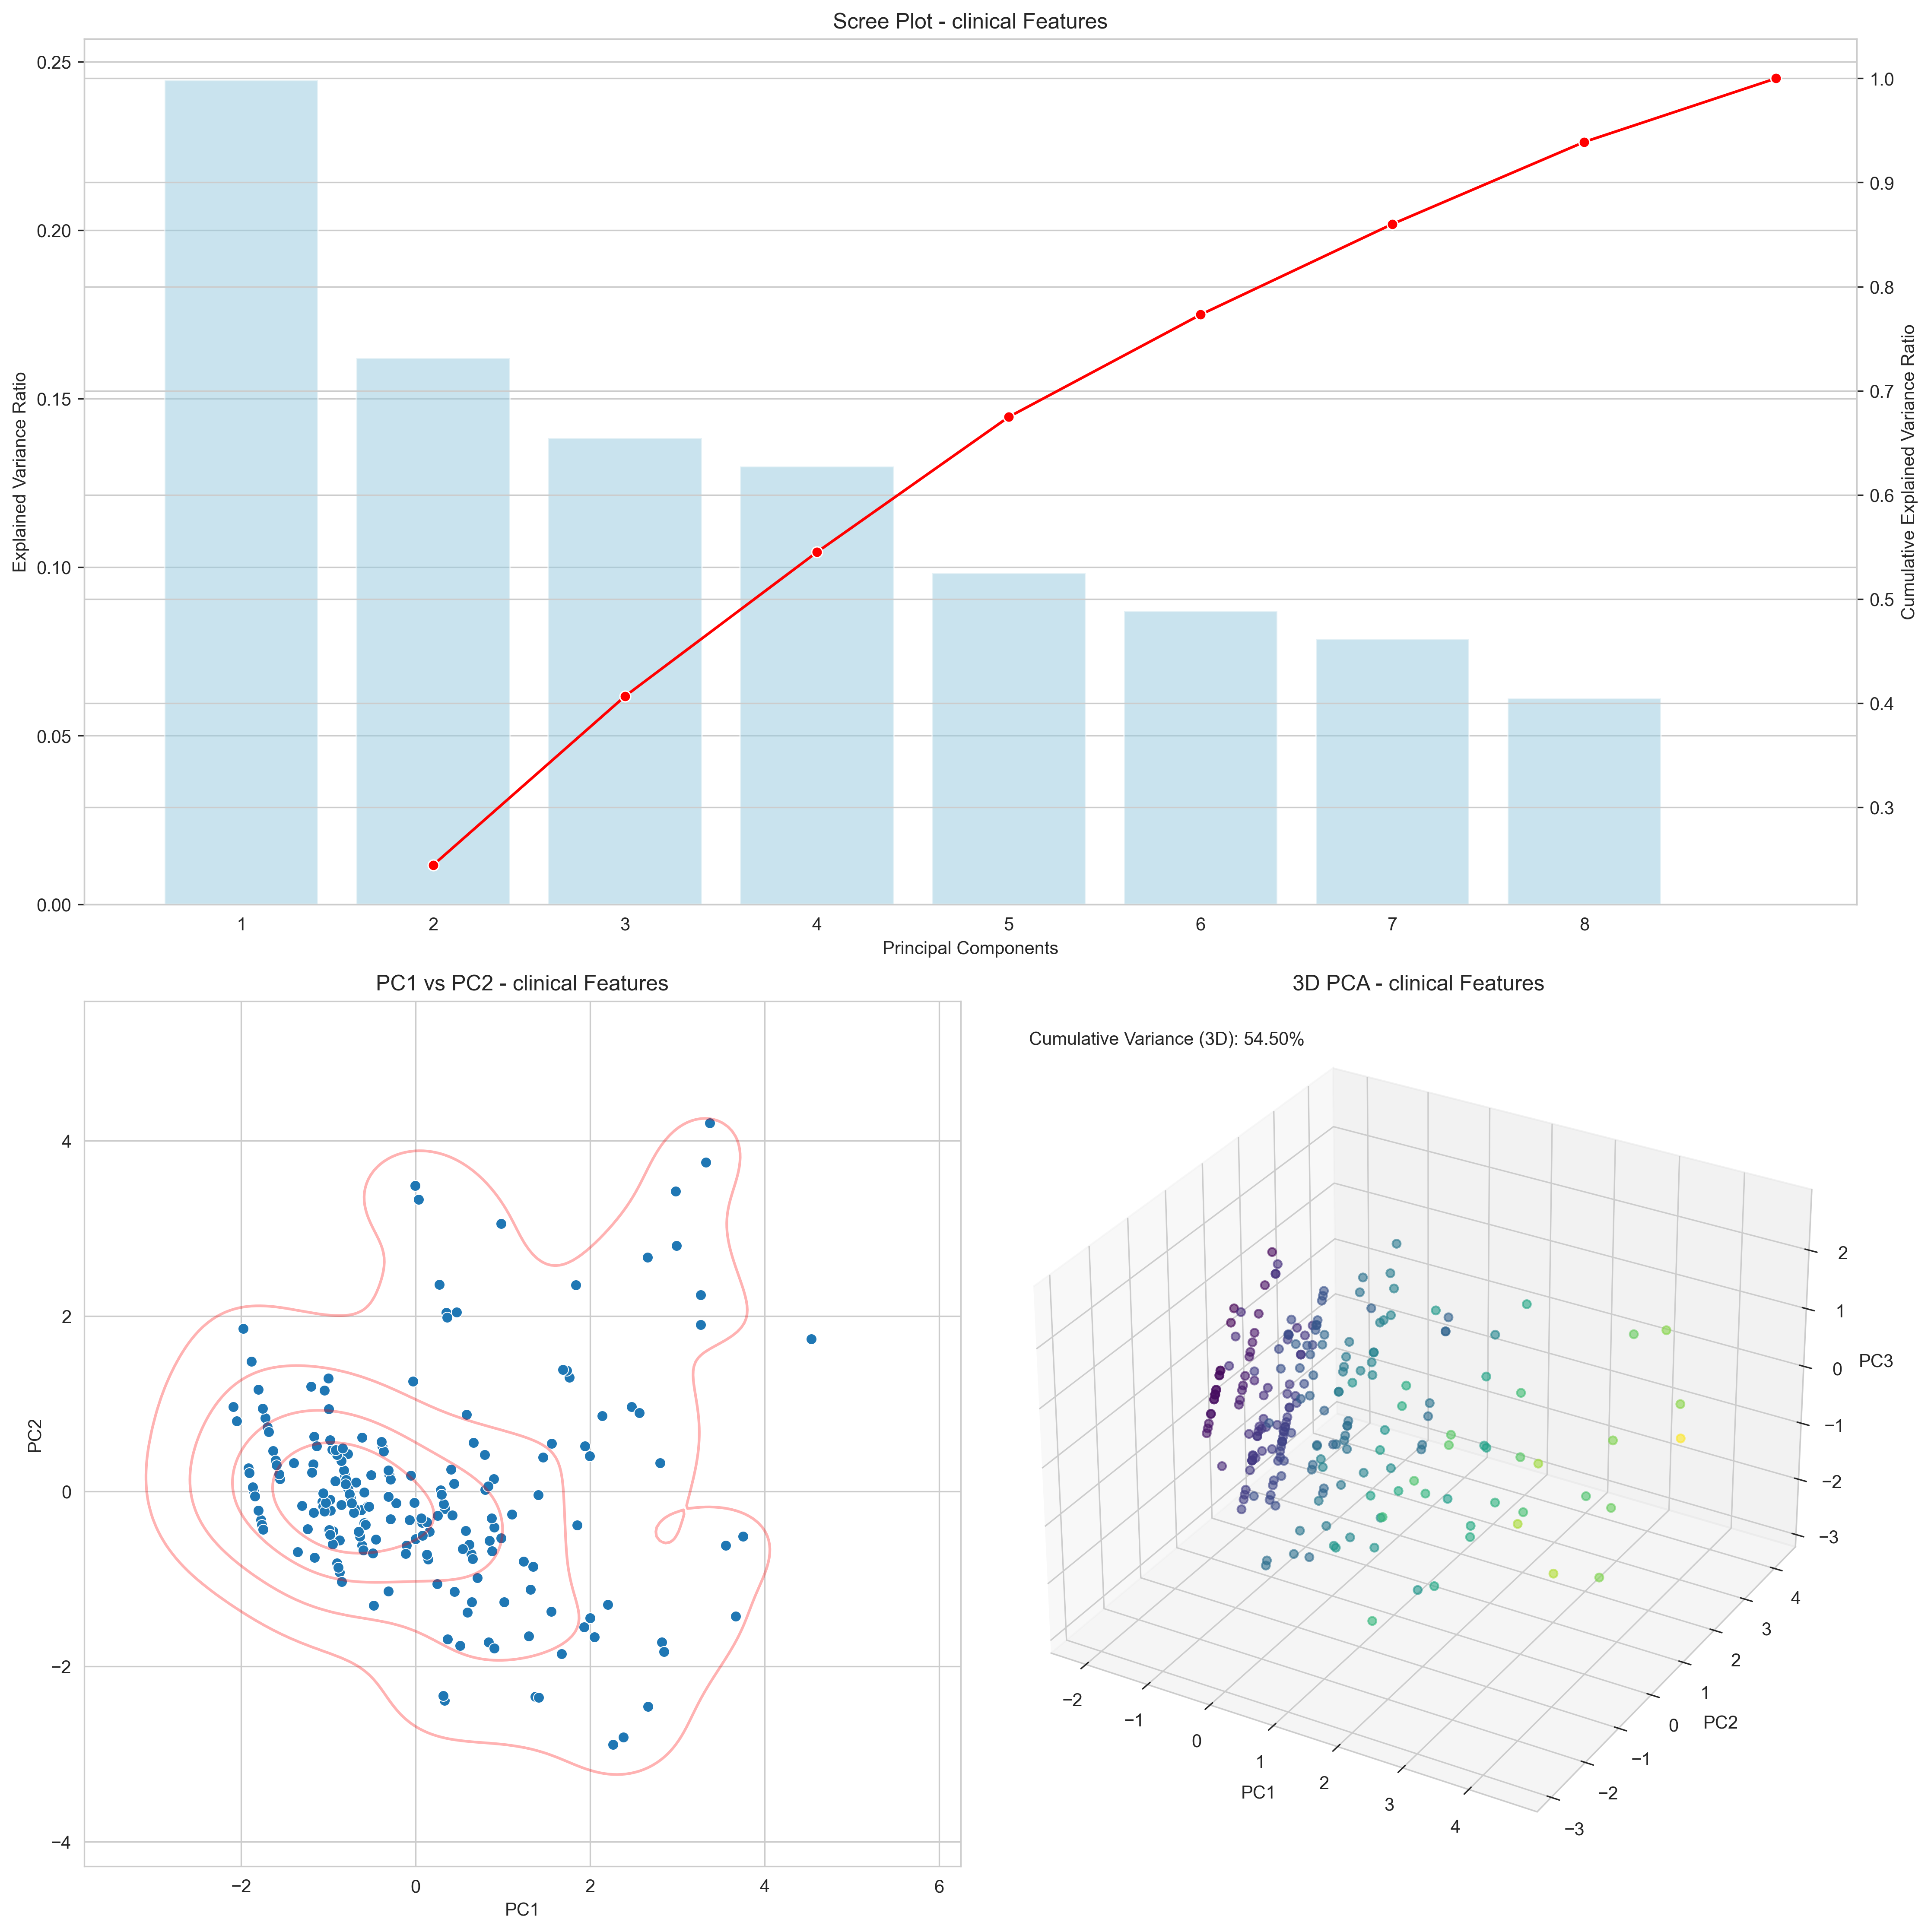 Scree Plot - clinical Features
Explained Variance Ratio
0.25
0.20
0.15
0.10
0.05
0.00
1.0
0.9
0.8
0.7
0.6
0.5
0.4
0.3
Cumulative Explained Variance Ratio
1 2 3 4 5 6 7 8
Principal Components
PC1 vs PC2 - clinical Features
PC2
4
2
0
−2
−4
−2 0 2 4 6
PC1
3D PCA - clinical Features
Cumulative Variance (3D): 54.50%
2
1
0
−1
−2
−3
PC3
4
3
2
1
0
−1
−2
−3
PC2
−2
−1
0
1
2
3
4
PC1